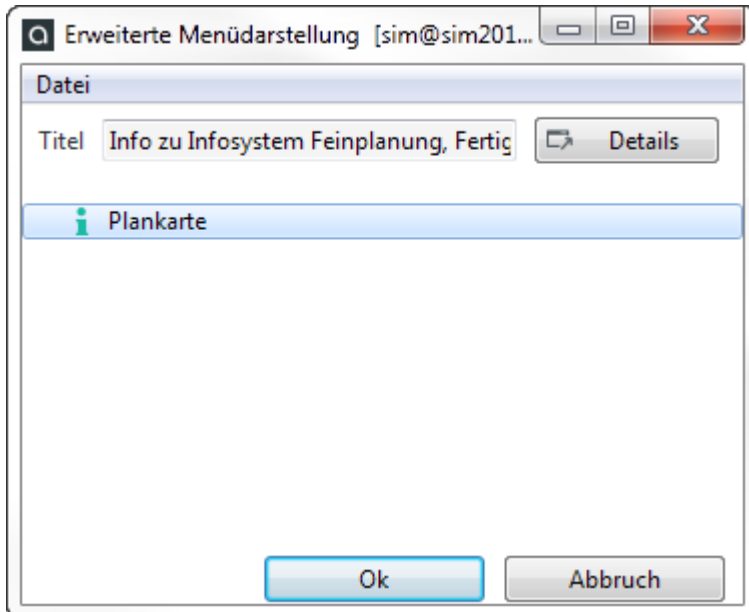 Erweiterte Menüdarstellung [sim@sim201...
Datei
Titel Info zu Infosystem Feinplanung, Fertig Details
Plankarte
Ok Abbruch